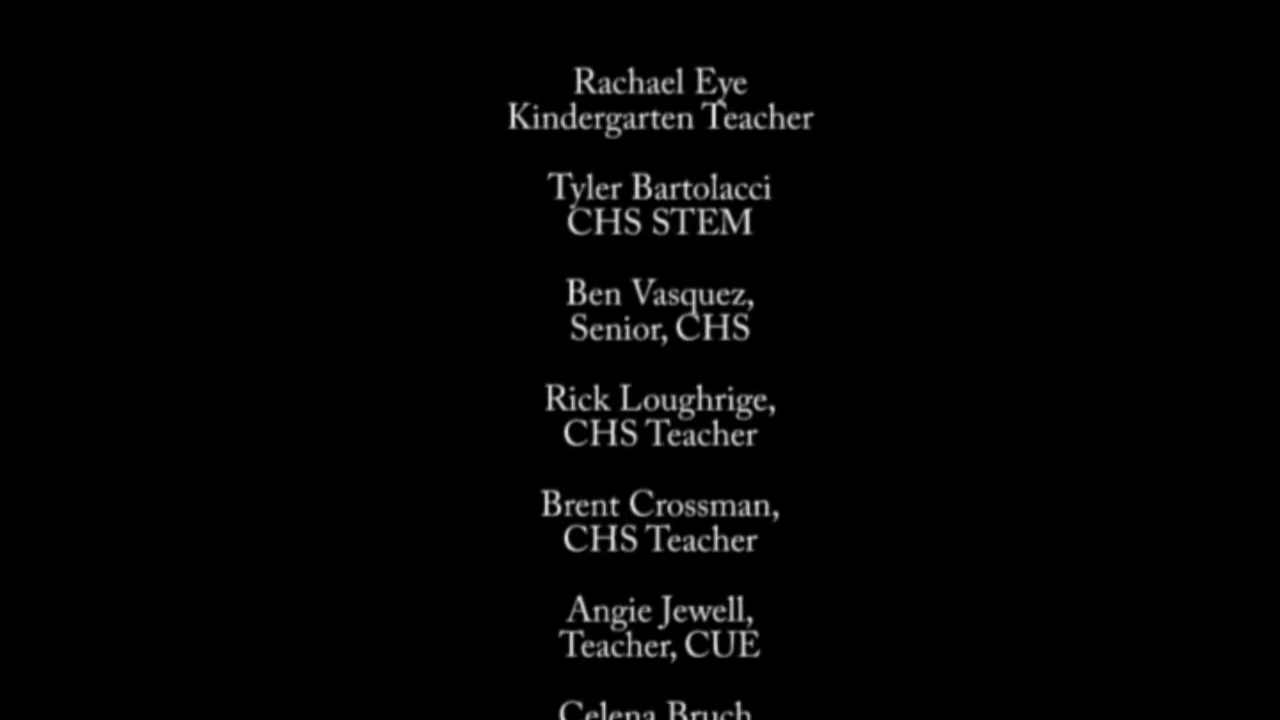 Rachael Eye
Kindergarten Teacher
Tyler Bartolacci
CHS STEM
Ben Vasquez,
Senior, CHS
Rick Loughrige,
CHS Teacher
Brent Crossman,
CHS Teacher
Angie Jewell,
Teacher, CUE
Celena Bruch,